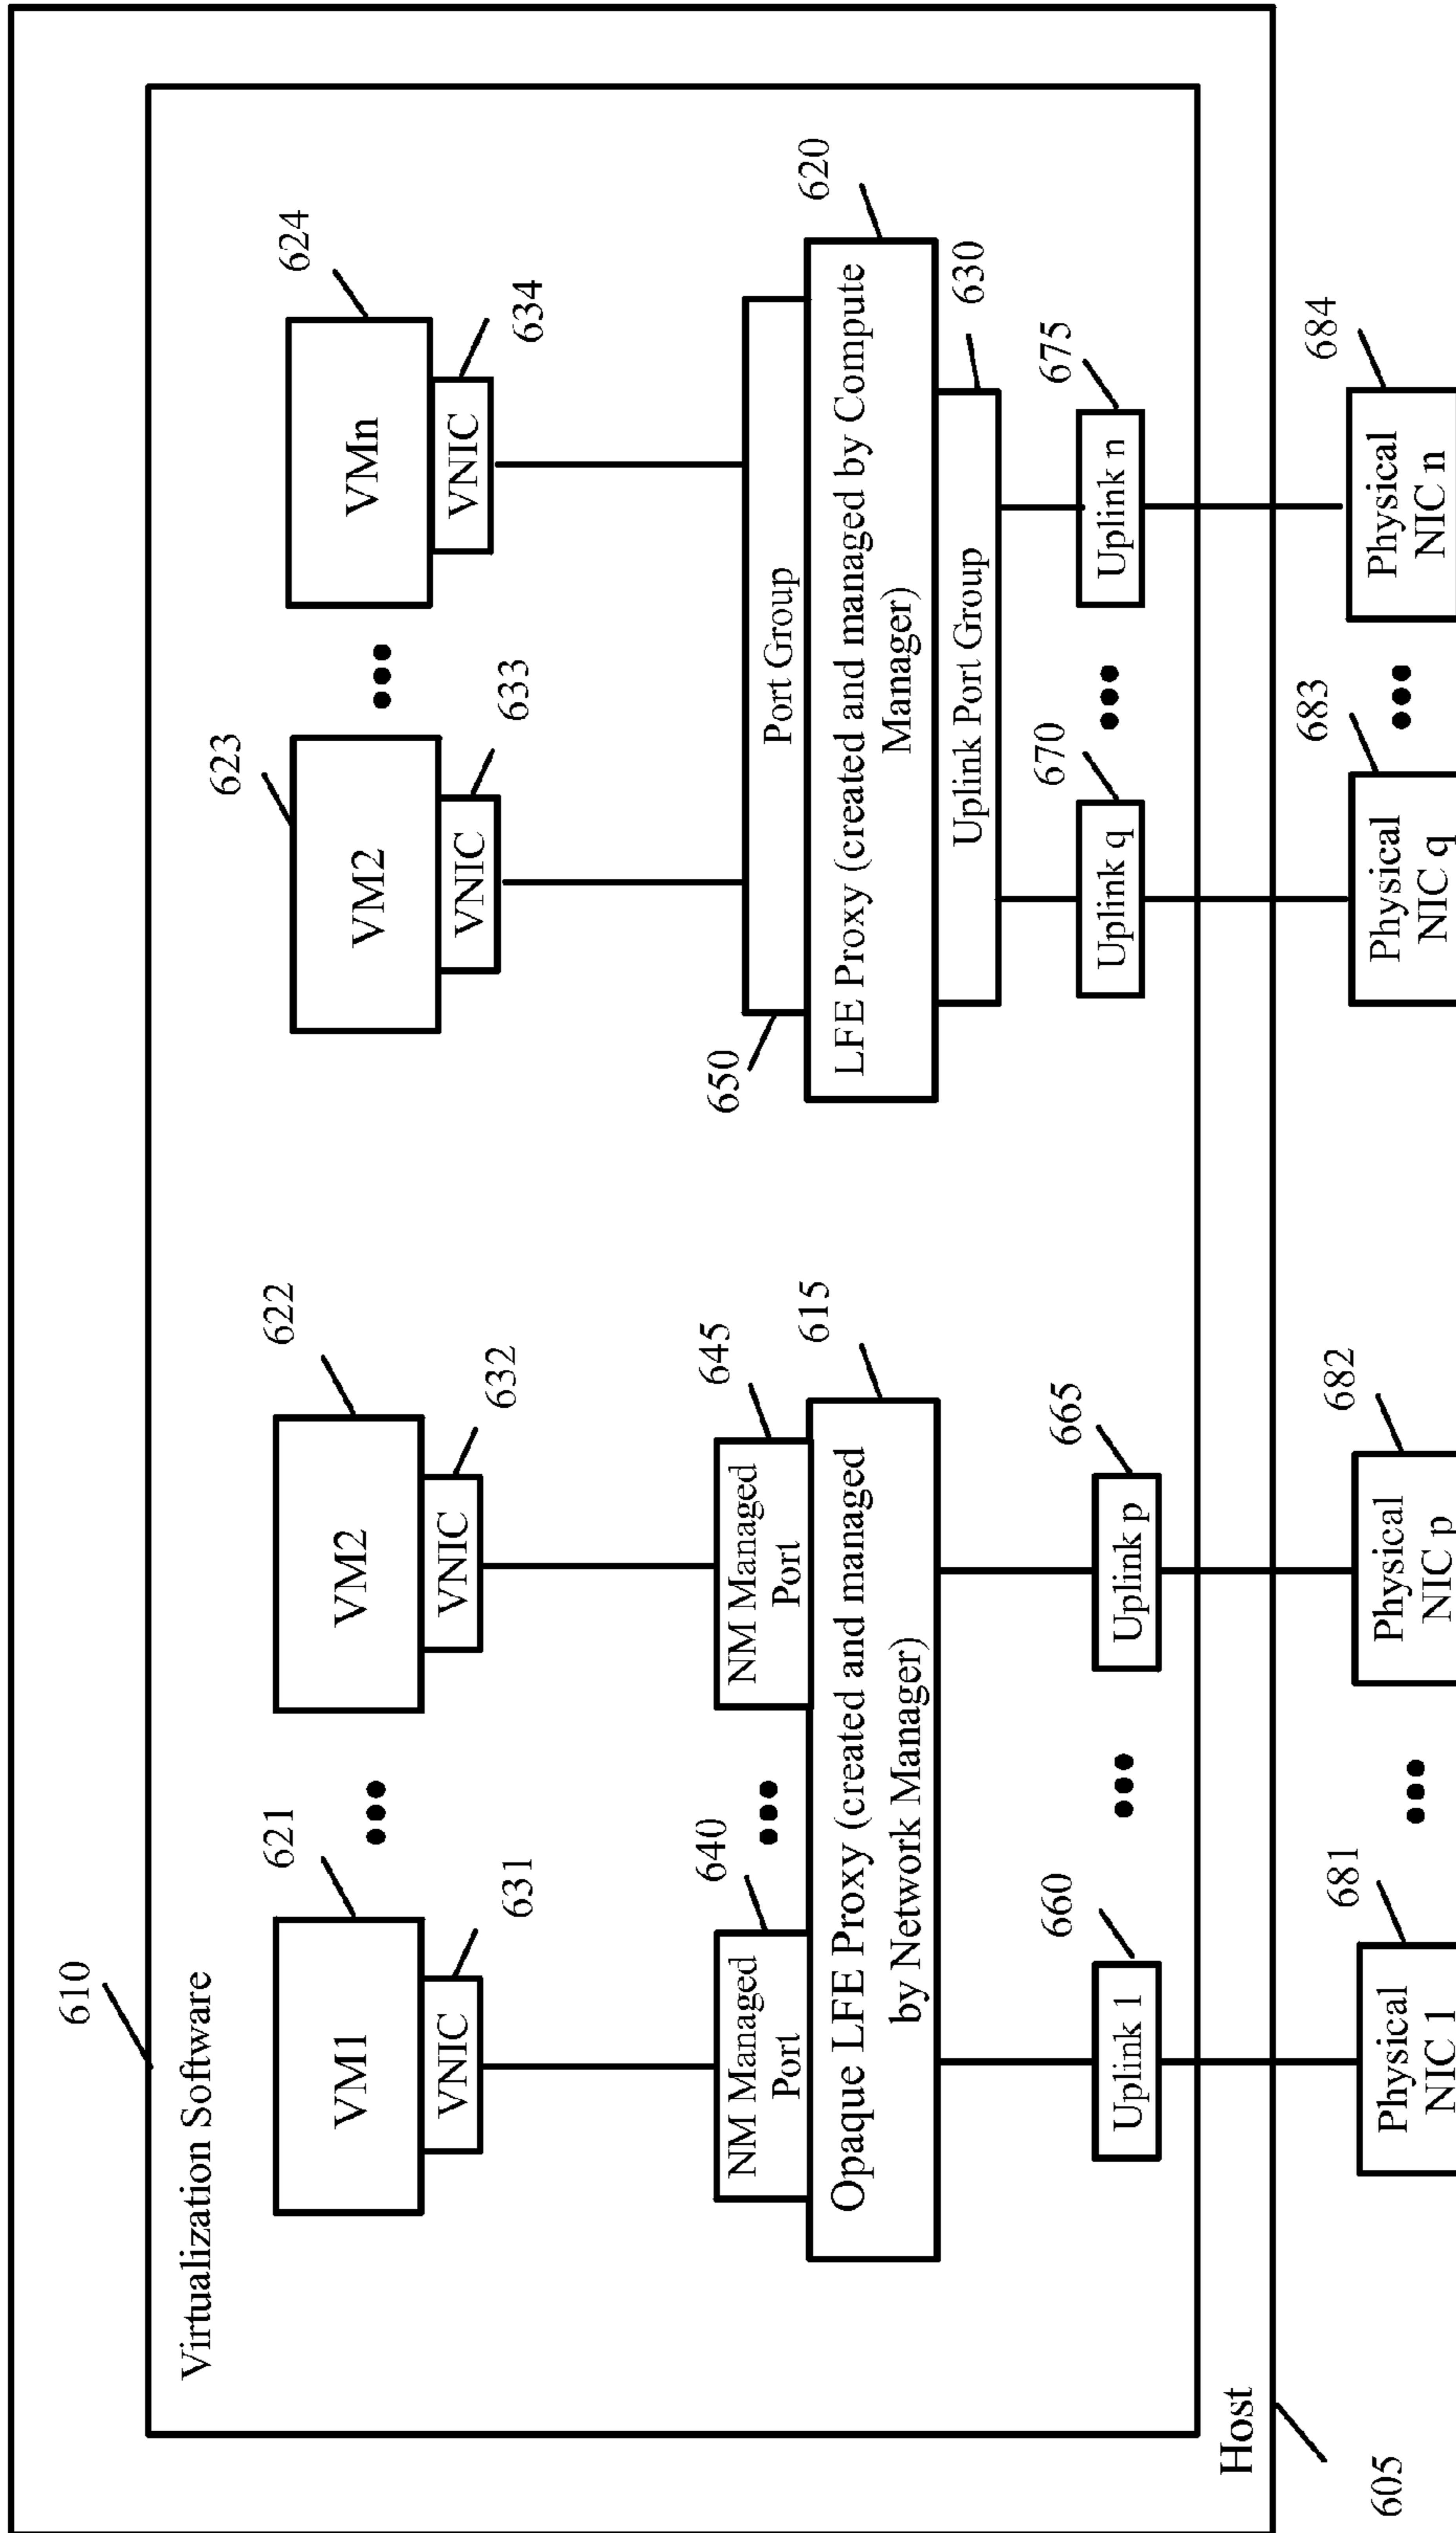 610
Virtualization Software
621
622
623
624
VM1
VM2
VM2
VMn
631
632
633
634
VNIC
VNIC
VNIC
VNIC
640
645
615
650
620
NM Managed
Port
NM Managed
Port
Port Group
Opaque LFE Proxy (created and managed
by Network Manager)
LFE Proxy (created and managed by Compute
Manager)
630
Uplink Port Group
660
665
670
675
Uplink 1
Uplink p
Uplink q
Uplink n
Host
605
681
682
683
684
Physical
NIC 1
Physical
NIC p
Physical
NIC q
Physical
NIC n